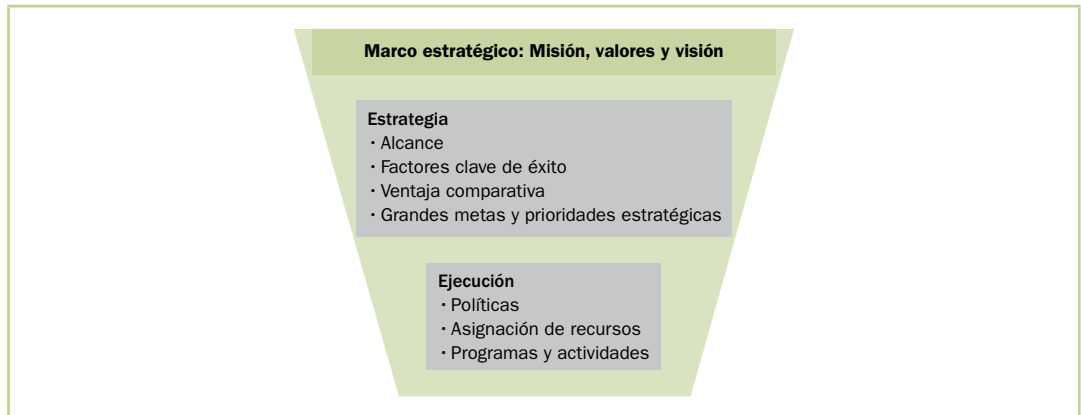 Marco estratégico: Misión, valores y visión
Estrategia
· Alcance
· Factores clave de éxito
· Ventaja comparativa
· Grandes metas y prioridades estratégicas
Ejecución
· Políticas
· Asignación de recursos
· Programas y actividades